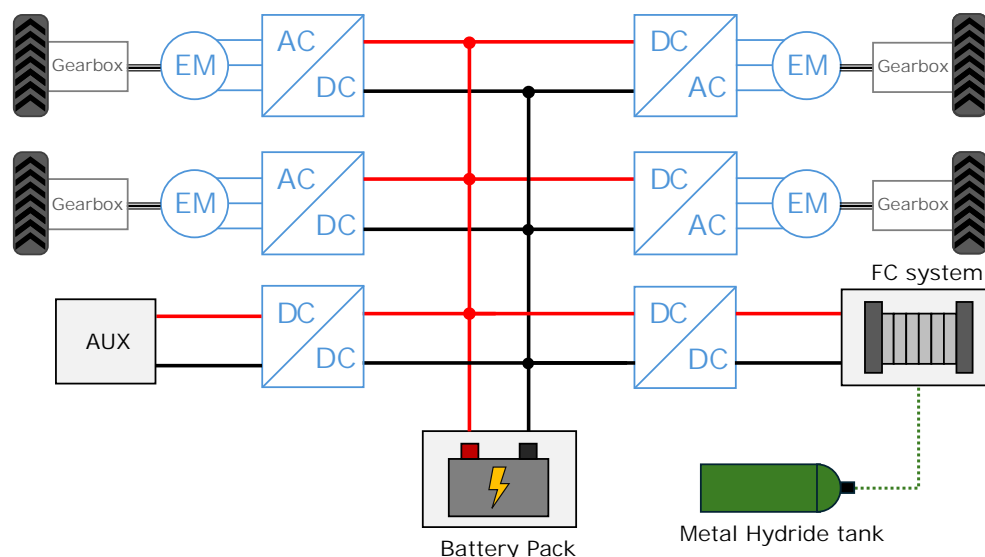 Gearbox
EM
AC
DC
DC
AC
EM
Gearbox
Gearbox
EM
AC
DC
DC
AC
EM
Gearbox
FC system
AUX
DC
DC
DC
DC
Metal Hydride tank
Battery Pack